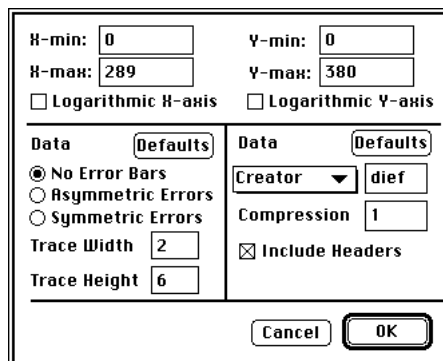 X-min: 0 Y-min: 0
X-max: 289 Y-max: 380
Logarithmic X-axis Logarithmic Y-axis
Data Defaults
No Error Bars
Asymmetric Errors
Symmetric Errors
Trace Width 2
Trace Height 6
Data Defaults
Creator dief
Compression 1
Include Headers
Cancel OK